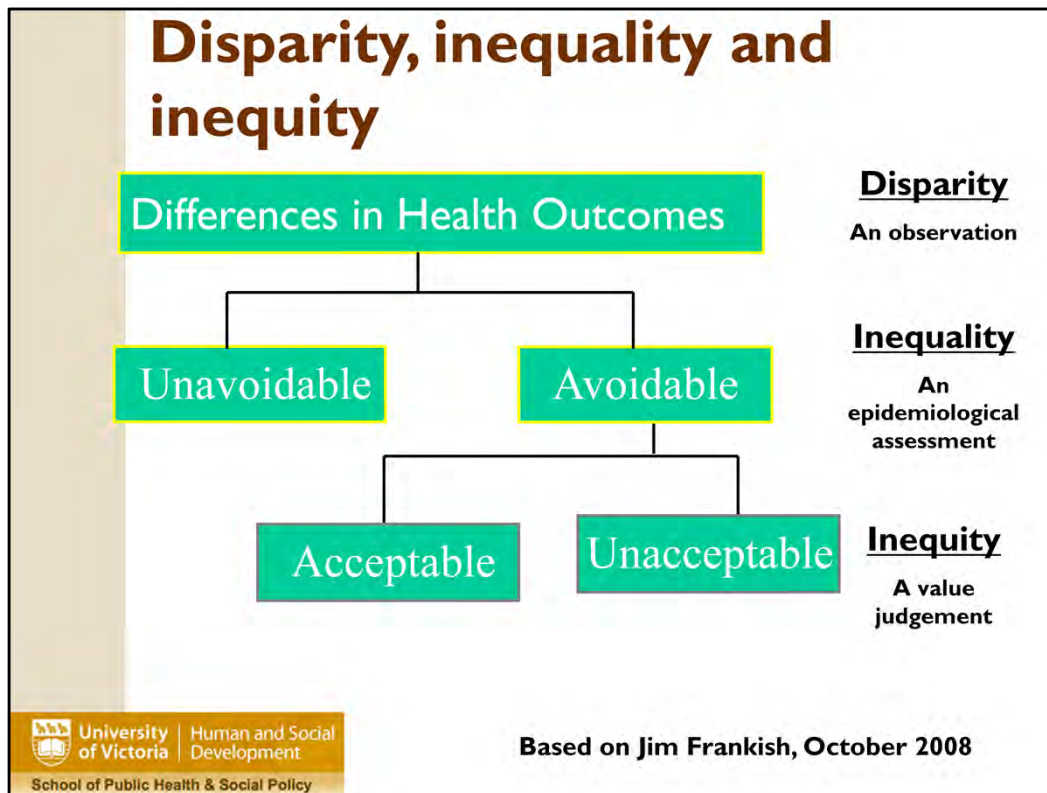 Disparity, inequality and
inequity
Differences in Health Outcomes
Disparity
An observation
Unavoidable
Avoidable
Inequality
An
epidemiological
assessment
Acceptable
Unacceptable
Inequity
A value
judgement
University
of Victoria
Human and Social
Development
School of Public Health & Social Policy
Based on Jim Frankish, October 2008